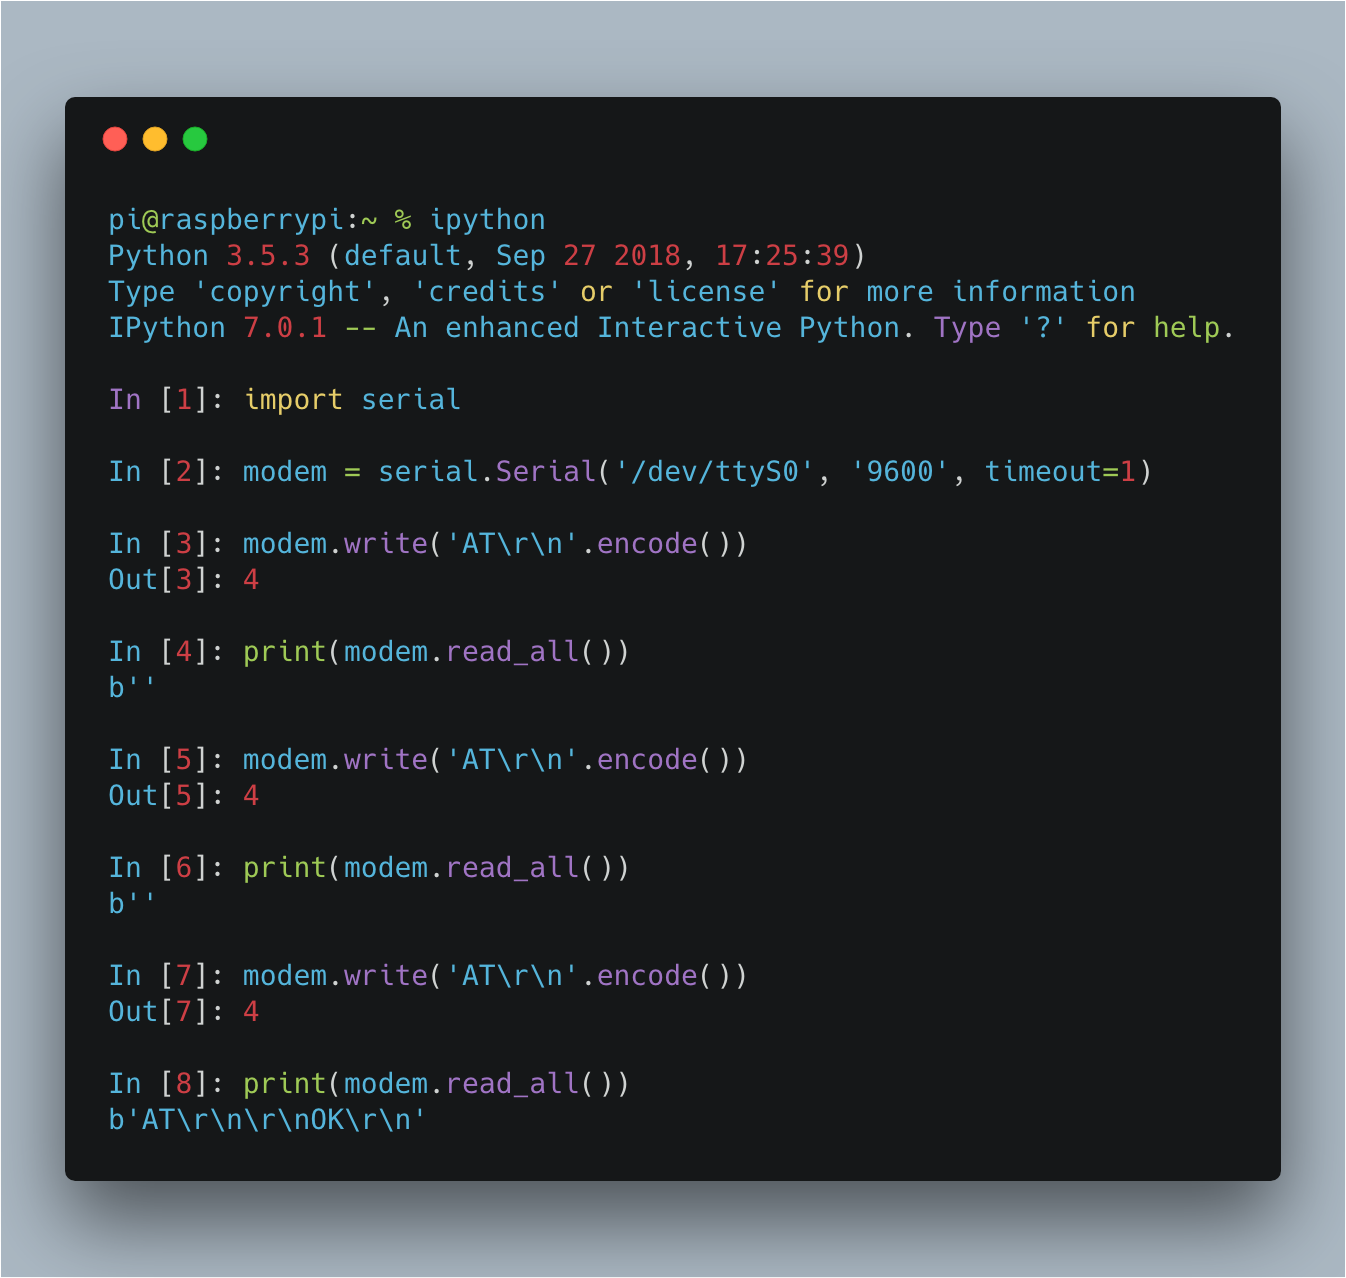 pi@raspberrypi:~ % ipython
Python 3.5.3 (default, Sep 27 2018, 17:25:39)
Type 'copyright', 'credits' or 'license' for more information
IPython 7.0.1 -- An enhanced Interactive Python. Type '?' for help.
In [1]: import serial
In [2]: modem = serial.Serial('/dev/ttyS0', '9600', timeout=1)
In [3]: modem.write('AT\r\n'.encode())
Out[3]: 4
In [4]: print(modem.read_all())
b''
In [5]: modem.write('AT\r\n'.encode())
Out[5]: 4
In [6]: print(modem.read_all())
b''
In [7]: modem.write('AT\r\n'.encode())
Out[7]: 4
In [8]: print(modem.read_all())
b'AT\r\n\r\nOK\r\n'